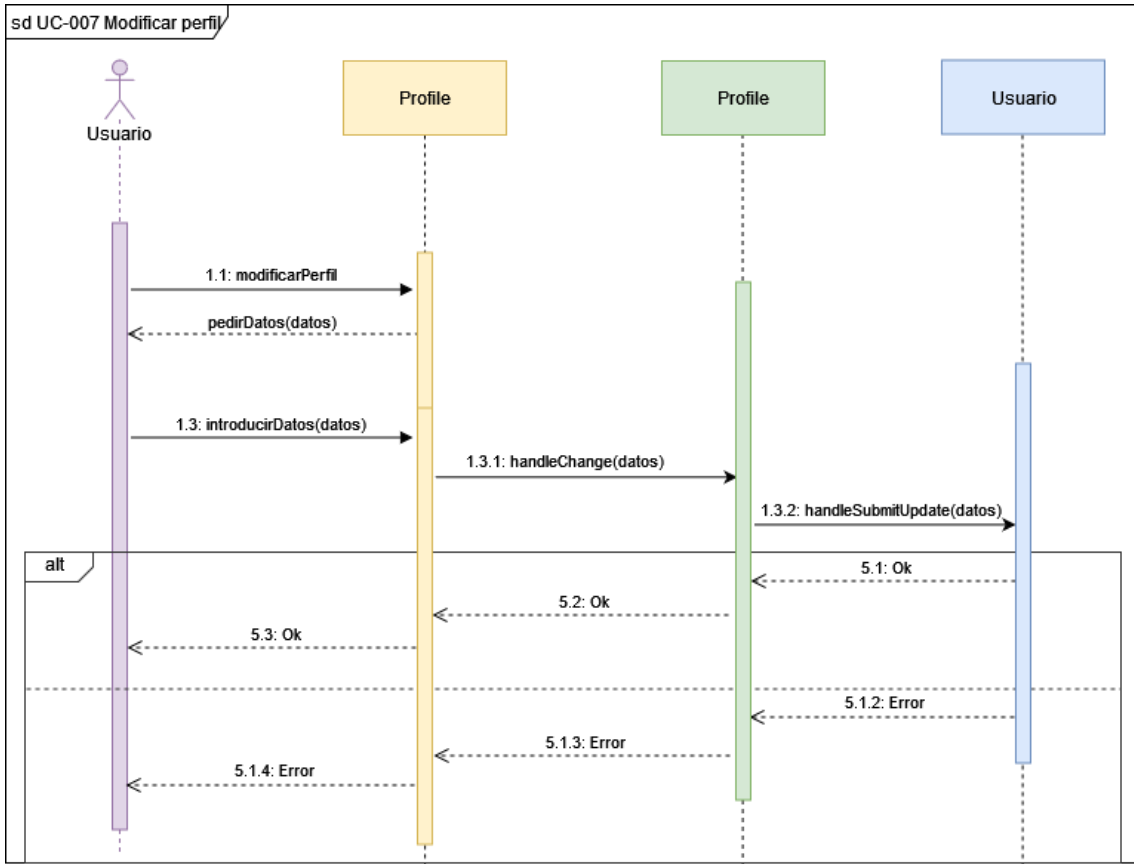 sd UC-007 Modificar perfil
Usuario
Profile
Profile
Usuario
1.1: modificarPerfil
pedirDatos(datos)
1.3: introducirDatos(datos)
1.3.1: handleChange(datos)
1.3.2: handleSubmitUpdate(datos)
alt
5.1: Ok
5.2: Ok
5.3: Ok
5.1.2: Error
5.1.3: Error
5.1.4: Error